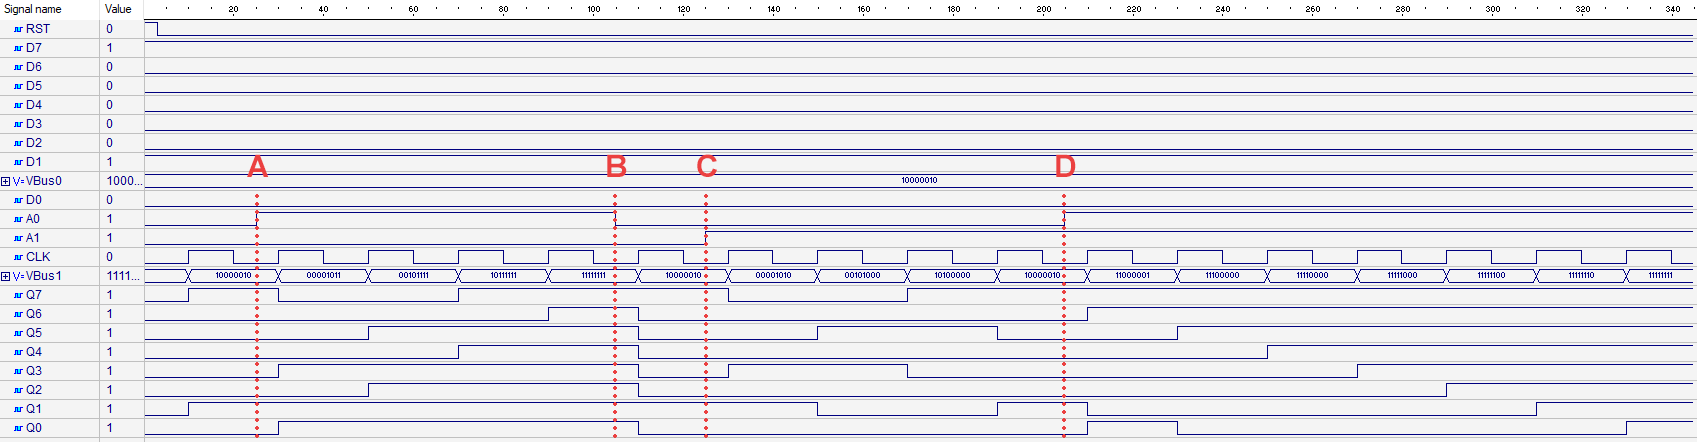 Signal name Value 20 40 60 80 100 120 140 160 180 200 220 240 260 280 300 320 340
RST 0
D7 1
D6 0
D5 0
D4 0
D3 0
D2 0
D1 1
A B C D
VBus0 1000... 10000010
D0 0
A0 1
A1 1
CLK 0
VBus1 1111... 10000010 00001011 00101111 10111111 11111111 10000010 00001010 00101000 10100000 10000010 11000001 11100000 11110000 11111000 11111100 11111110 11111111
Q7 1
Q6 1
Q5 1
Q4 1
Q3 1
Q2 1
Q1 1
Q0 1